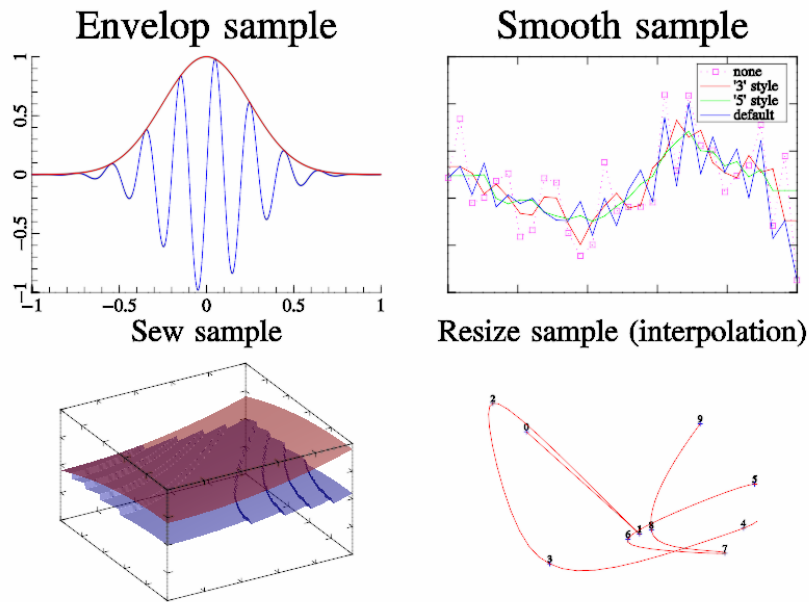 Envelop sample
Smooth sample
1
0.5
0
−0.5
−1
−1
−0.5
0
0.5
1
none
'3' style
'5' style
default
Sew sample
Resize sample (interpolation)
2
0
9
5
4
1
8
6
7
3